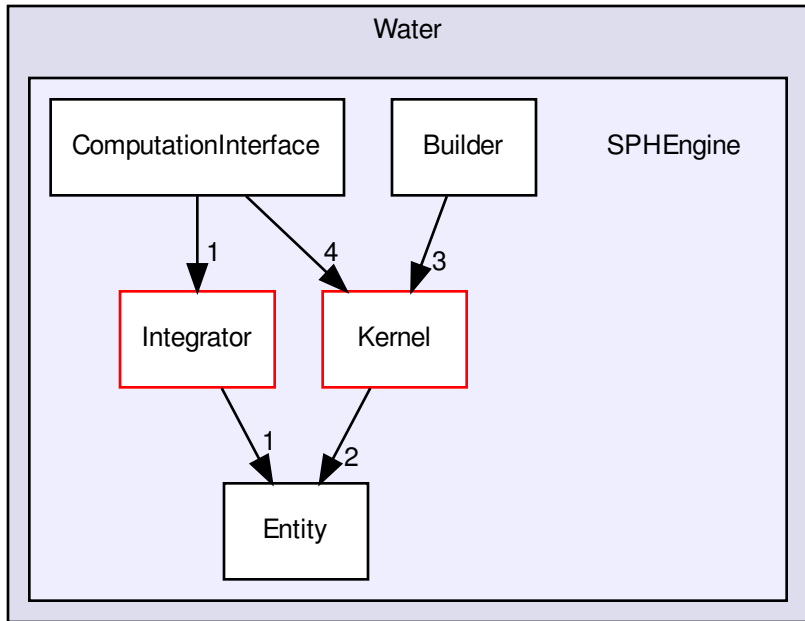 Water
ComputationInterface
Builder
SPHEngine
1
4
3
Integrator
Kernel
1
2
Entity